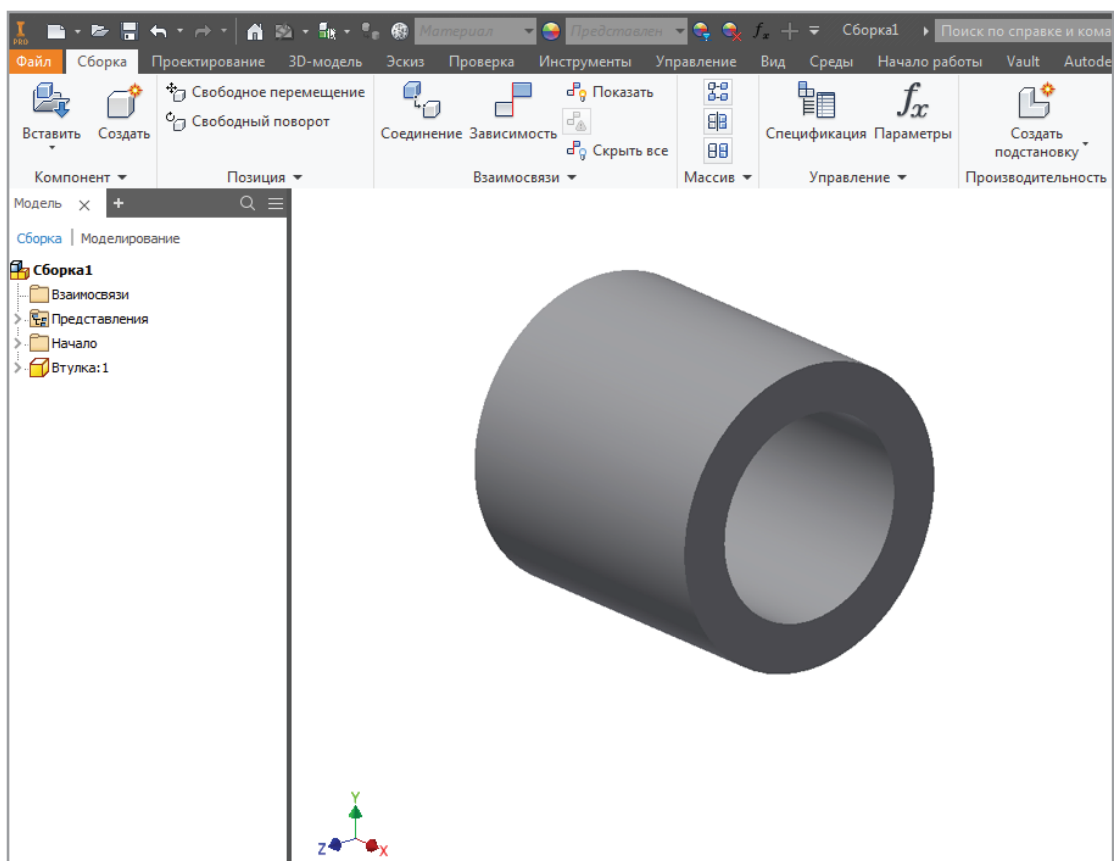 I PRO Материал Представлен fx Сборка1 Поиск по справке и кома
Файл Сборка Проектирование 3D-модель Эскиз Проверка Инструменты Управление Вид Среды Начало работы Vault Autode
Свободное перемещение
Показать
Свободный поворот
Вставить Создать Соединение Зависимость Спецификация Параметры Создать
Скрыть все подстановку
Компонент Позиция Взаимосвязи Массив Управление Производительность
Модель × +
Сборка | Моделирование
Сборка1
Взаимосвязи
Представления
Начало
Втулка:1
Y
Z X